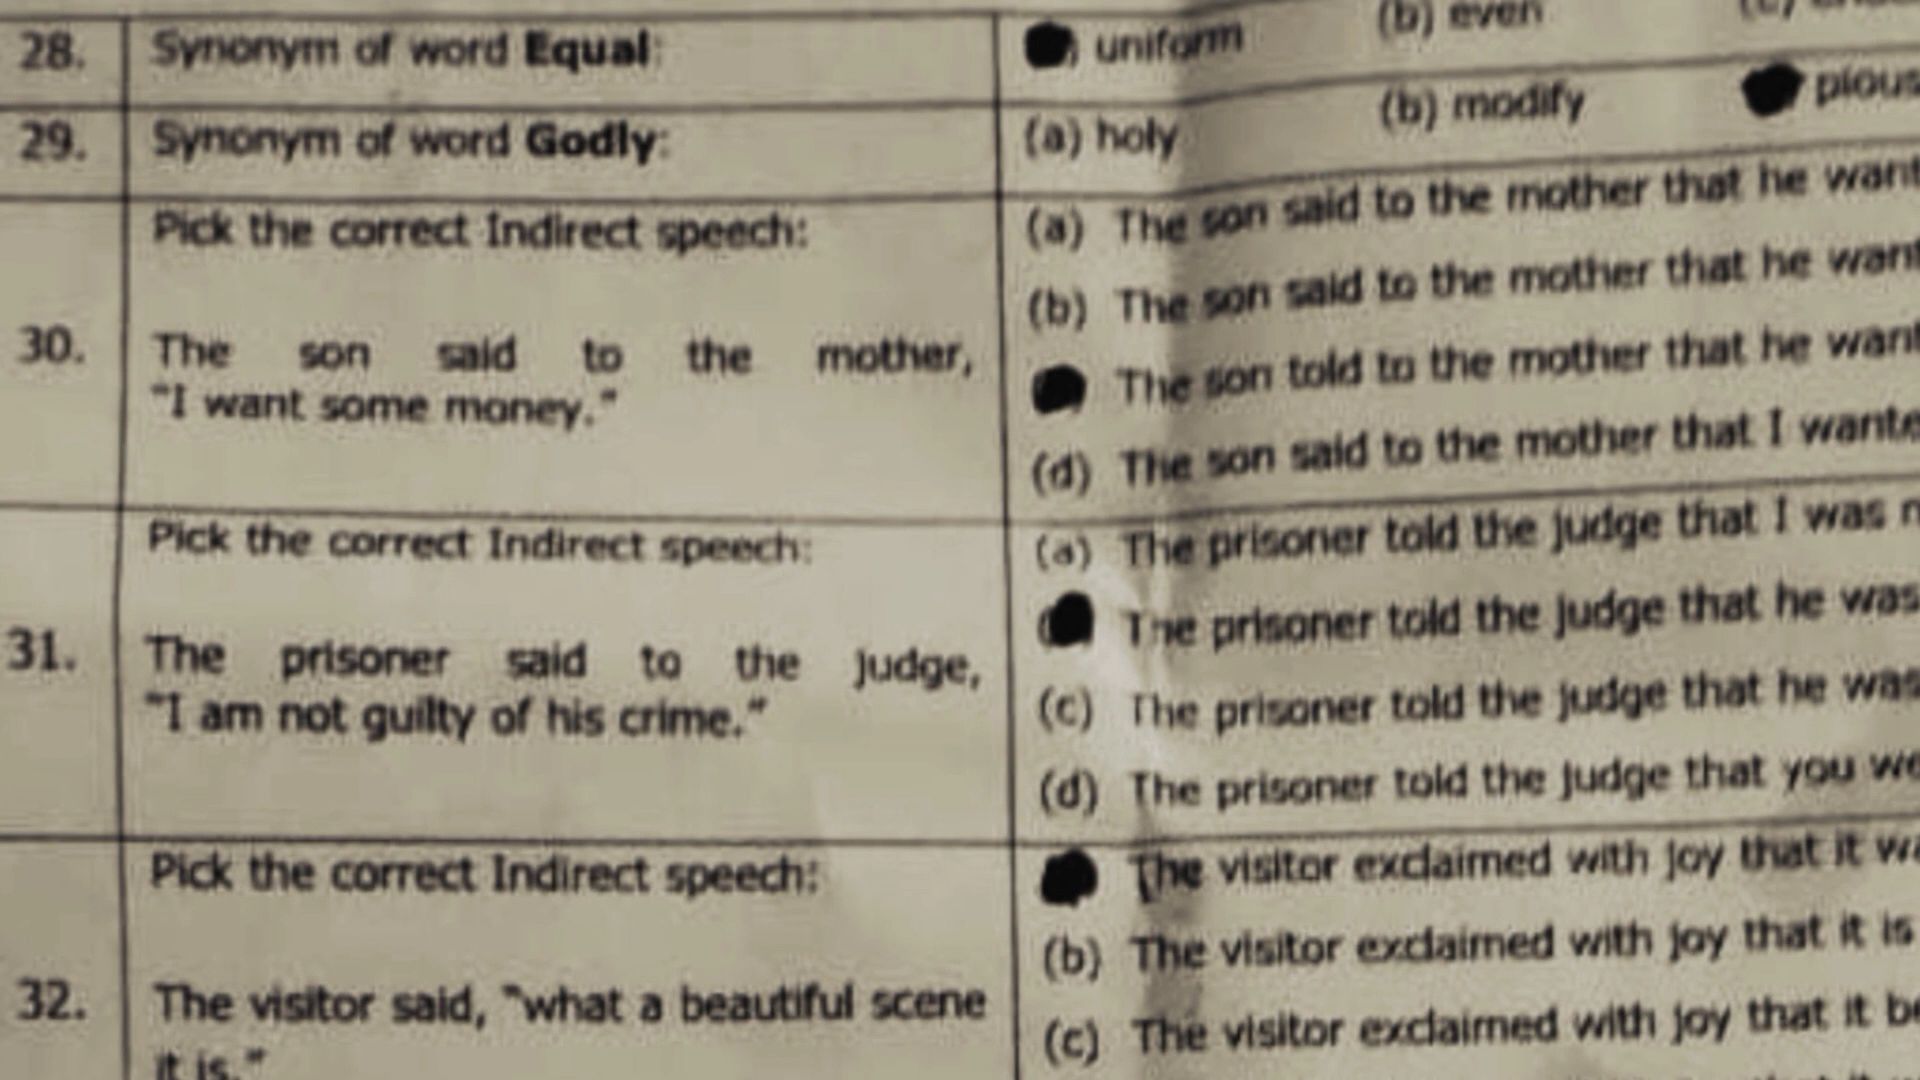 28. Synonym of word Equal: uniform (b) even
29. Synonym of word Godly: (a) holy (b) modify pious
Pick the correct Indirect speech:
30. The son said to the mother,
"I want some money."
(a) The son said to the mother that he want
(b) The son said to the mother that he want
The son told to the mother that he want
(d) The son said to the mother that I wante
Pick the correct Indirect speech:
31. The prisoner said to the judge,
"I am not guilty of his crime."
(a) The prisoner told the judge that I was n
The prisoner told the judge that he was
(c) The prisoner told the judge that he was
(d) The prisoner told the judge that you we
Pick the correct Indirect speech:
32. The visitor said, "what a beautiful scene
it is."
The visitor exclaimed with joy that it wa
(b) The visitor exclaimed with joy that it is
(c) The visitor exclaimed with joy that it be